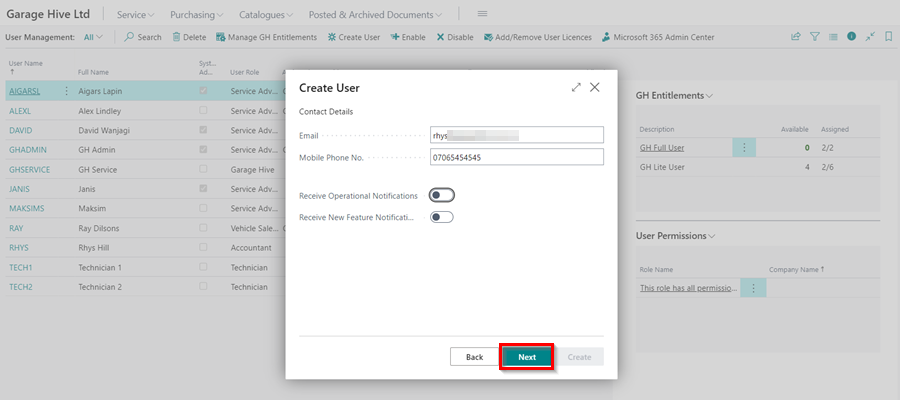 Garage Hive Ltd Service Purchasing Catalogues Posted & Archived Documents
User Management: All Search Delete Manage GH Entitlements Create User Enable Disable Add/Remove User Licences Microsoft 365 Admin Center
User Name ↑ Full Name Syst... Ad... User Role
AIGARSL Aigars Lapin Service Adv...
ALEXL Alex Lindley Service Adv...
DAVID David Wanjagi Service Adv...
GHADMIN GH Admin Service Adv...
GHSERVICE GH Service Garage Hive
JANIS Janis Service Adv...
MAKSIMS Maksim Service Adv...
RAY Ray Dilsons Vehicle Sale...
RHYS Rhys Hill Accountant
TECH1 Technician 1 Technician
TECH2 Technician 2 Technician
Create User
Contact Details
Email rhys
Mobile Phone No. 07065454545
Receive Operational Notifications
Receive New Feature Notificati...
Back Next Create
GH Entitlements
Description Available Assigned
GH Full User 0 2/2
GH Lite User 4 2/6
User Permissions
Role Name Company Name ↑
This role has all permissio...